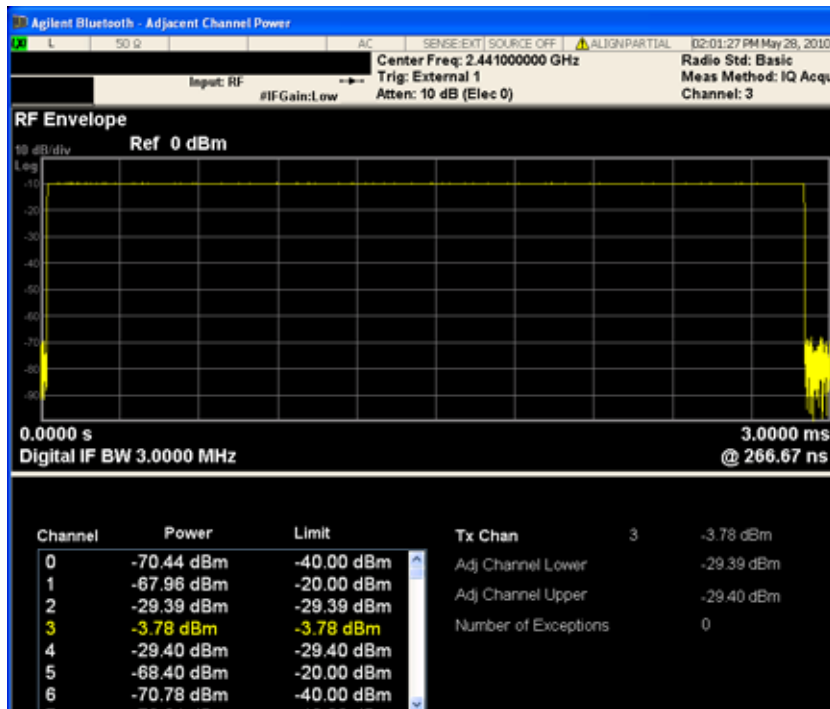 Agilent Bluetooth - Adjacent Channel Power
L 50 Ω AC SENSE:EXT SOURCE OFF ALIGN PARTIAL 02:01:27 PM May 28, 2010
Center Freq: 2.441000000 GHz Radio Std: Basic
Input: RF Trig: External 1 Meas Method: IQ Acqu
#IFGain:Low Atten: 10 dB (Elec 0) Channel: 3
RF Envelope
10 dB/div Ref 0 dBm
Log
-10
-20
-30
-40
-50
-60
-70
-80
-90
0.0000 s 3.0000 ms
Digital IF BW 3.0000 MHz @ 266.67 ns
Channel Power Limit Tx Chan 3 -3.78 dBm
0 -70.44 dBm -40.00 dBm Adj Channel Lower -29.39 dBm
1 -67.96 dBm -20.00 dBm
2 -29.39 dBm -29.39 dBm Adj Channel Upper -29.40 dBm
3 -3.78 dBm -3.78 dBm Number of Exceptions 0
4 -29.40 dBm -29.40 dBm
5 -68.40 dBm -20.00 dBm
6 -70.78 dBm -40.00 dBm